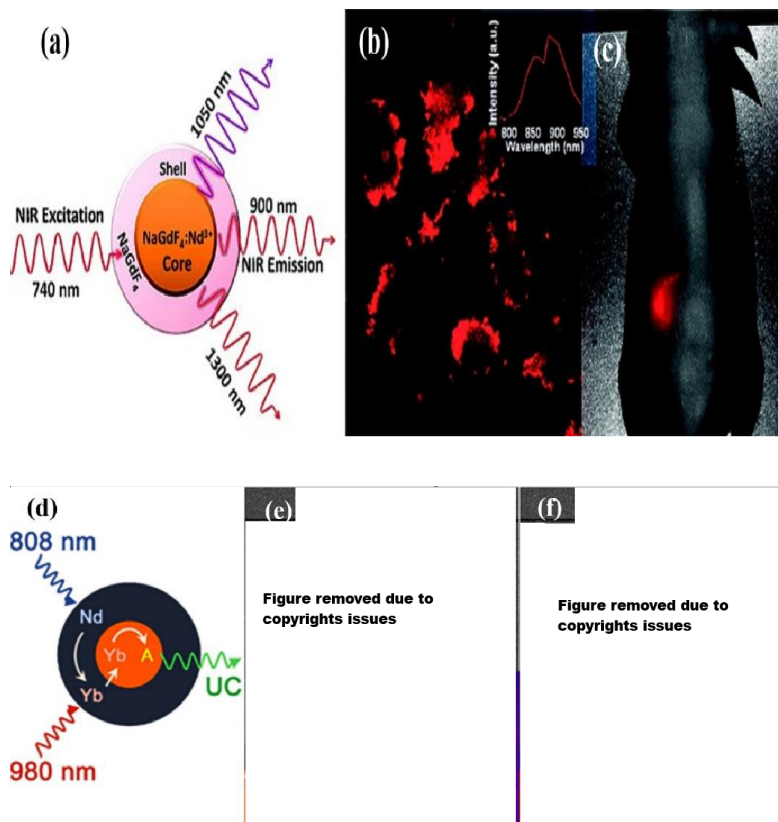 (a)
1050 nm
Shell
NIR Excitation
740 nm
NaGdF₄
NaGdF₄:Nd³⁺
Core
900 nm
NIR Emission
1300 nm
(b)
Intensity (a.u.)
800 850 900 950
Wavelength (nm)
(c)
(d)
808 nm
Nd
Yb
A
Yb
UC
980 nm
(e)
Figure removed due to
copyrights issues
(f)
Figure removed due to
copyrights issues